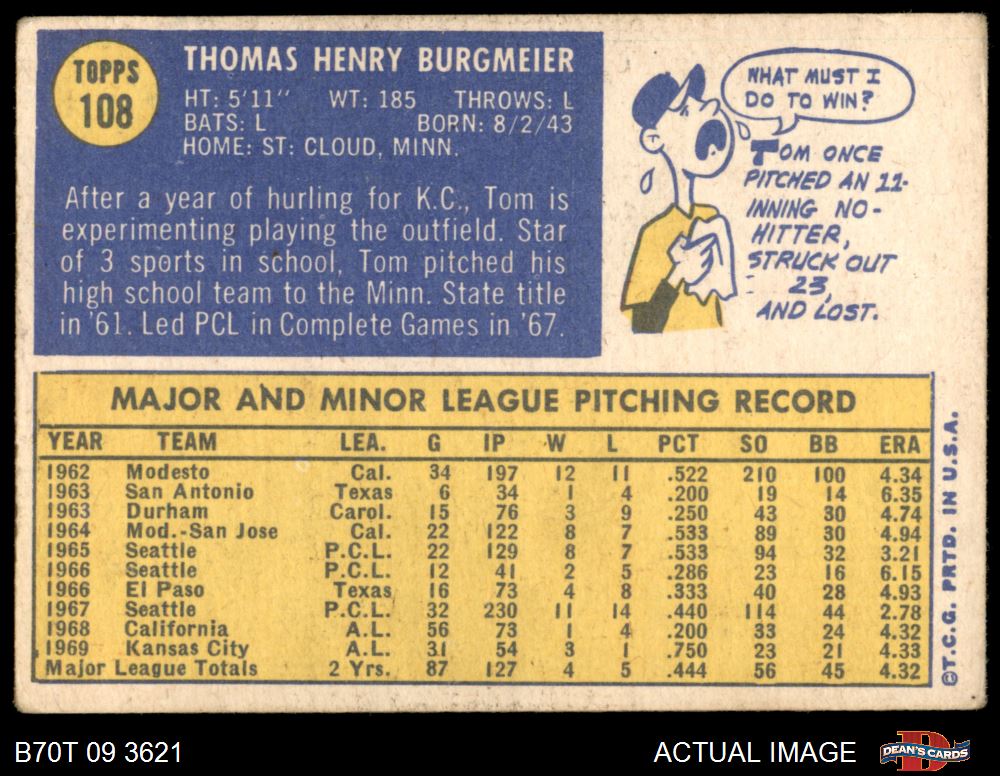 TOPPS
108
THOMAS HENRY BURGMEIER
HT: 5'11" WT: 185 THROWS: L
BATS: L BORN: 8/2/43
HOME: ST: CLOUD, MINN.
After a year of hurling for K.C., Tom is
experimenting playing the outfield. Star
of 3 sports in school, Tom pitched his
high school team to the Minn. State title
in '61. Led PCL in Complete Games in '67.
WHAT MUST I
DO TO WIN?
TOM ONCE
PITCHED AN 11-
INNING NO-
HITTER,
STRUCK OUT
23,
AND LOST.
MAJOR AND MINOR LEAGUE PITCHING RECORD
YEAR TEAM LEA. G IP W L PCT SO BB ERA
1962 Modesto Cal. 34 197 12 11 .522 210 100 4.34
1963 San Antonio Texas 6 34 1 4 .200 19 14 6.35
1963 Durham Carol. 15 76 3 9 .250 43 30 4.74
1964 Mod.-San Jose Cal. 22 122 8 7 .533 89 30 4.94
1965 Seattle P.C.L. 22 129 8 7 .533 94 32 3.21
1966 Seattle P.C.L. 12 41 2 5 .286 23 16 6.15
1966 El Paso Texas 16 73 4 8 .333 40 28 4.93
1967 Seattle P.C.L. 32 230 11 14 .440 114 44 2.78
1968 California A.L. 56 73 1 4 .200 33 24 4.32
1969 Kansas City A.L. 31 54 3 1 .750 23 21 4.33
Major League Totals 2 Yrs. 87 127 4 5 .444 56 45 4.32
©T.C.G. PRTD. IN U.S.A.
B70T 09 3621
ACTUAL IMAGE
DEAN'S CARDS